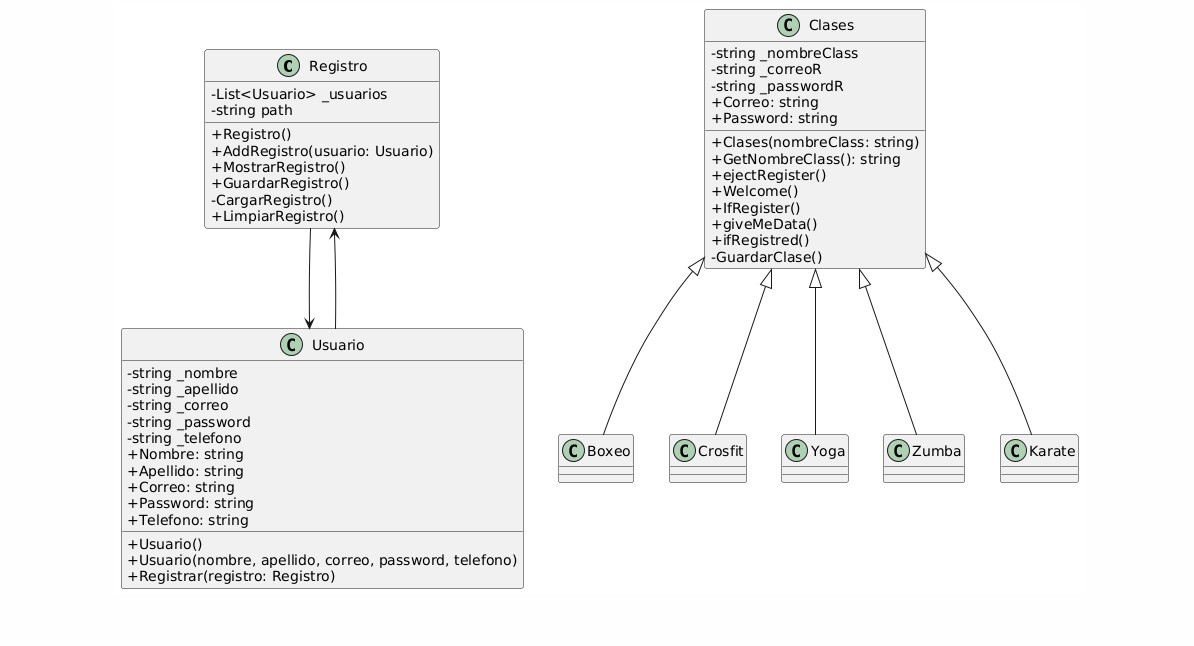 C Registro
-List<Usuario> _usuarios
-string path
+Registro()
+AddRegistro(usuario: Usuario)
+MostrarRegistro()
+GuardarRegistro()
-CargarRegistro()
+LimpiarRegistro()
C Clases
-string _nombreClass
-string _correoR
-string _passwordR
+Correo: string
+Password: string
+Clases(nombreClass: string)
+GetNombreClass(): string
+ejectRegister()
+Welcome()
+IfRegister()
+giveMeData()
+ifRegistred()
-GuardarClase()
C Usuario
-string _nombre
-string _apellido
-string _correo
-string _password
-string _telefono
+Nombre: string
+Apellido: string
+Correo: string
+Password: string
+Telefono: string
+Usuario()
+Usuario(nombre, apellido, correo, password, telefono)
+Registrar(registro: Registro)
C Boxeo
C Crosfit
C Yoga
C Zumba
C Karate